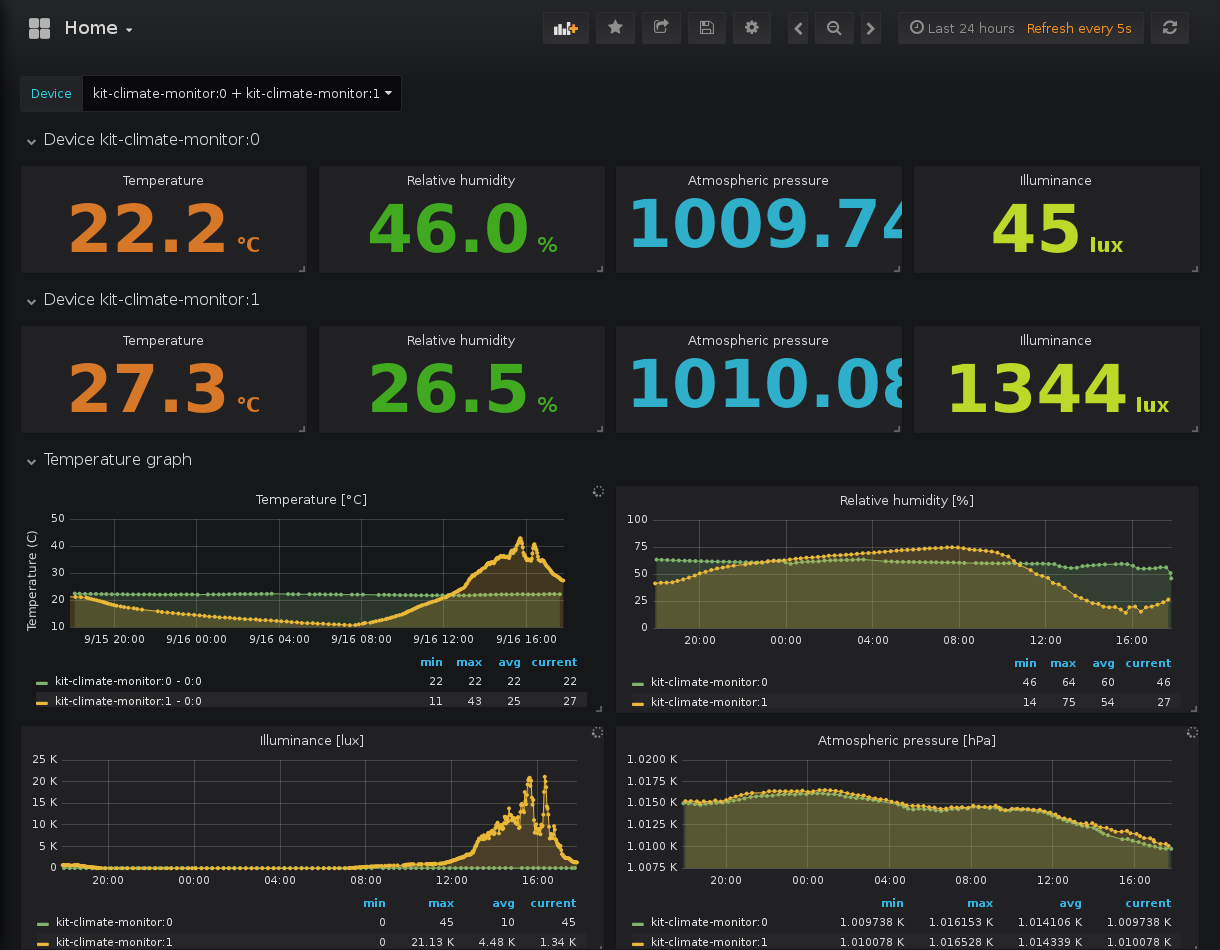 Home
Last 24 hours Refresh every 5s
Device kit-climate-monitor:0 + kit-climate-monitor:1
Device kit-climate-monitor:0
Temperature Relative humidity Atmospheric pressure Illuminance
22.2 °C 46.0 % 1009.74 45 lux
Device kit-climate-monitor:1
Temperature Relative humidity Atmospheric pressure Illuminance
27.3 °C 26.5 % 1010.08 1344 lux
Temperature graph
Temperature [°C]
Temperature (C)
50
40
30
20
10
9/15 20:00 9/16 00:00 9/16 04:00 9/16 08:00 9/16 12:00 9/16 16:00
min max avg current
kit-climate-monitor:0 - 0:0 22 22 22 22
kit-climate-monitor:1 - 0:0 11 43 25 27
Relative humidity [%]
100
75
50
25
0
20:00 00:00 04:00 08:00 12:00 16:00
min max avg current
kit-climate-monitor:0 46 64 60 46
kit-climate-monitor:1 14 75 54 27
Illuminance [lux]
25 K
20 K
15 K
10 K
5 K
0
20:00 00:00 04:00 08:00 12:00 16:00
min max avg current
kit-climate-monitor:0 0 45 10 45
kit-climate-monitor:1 0 21.13 K 4.48 K 1.34 K
Atmospheric pressure [hPa]
1.0200 K
1.0175 K
1.0150 K
1.0125 K
1.0100 K
1.0075 K
20:00 00:00 04:00 08:00 12:00 16:00
min max avg current
kit-climate-monitor:0 1.009738 K 1.016153 K 1.014106 K 1.009738 K
kit-climate-monitor:1 1.010078 K 1.016528 K 1.014339 K 1.010078 K